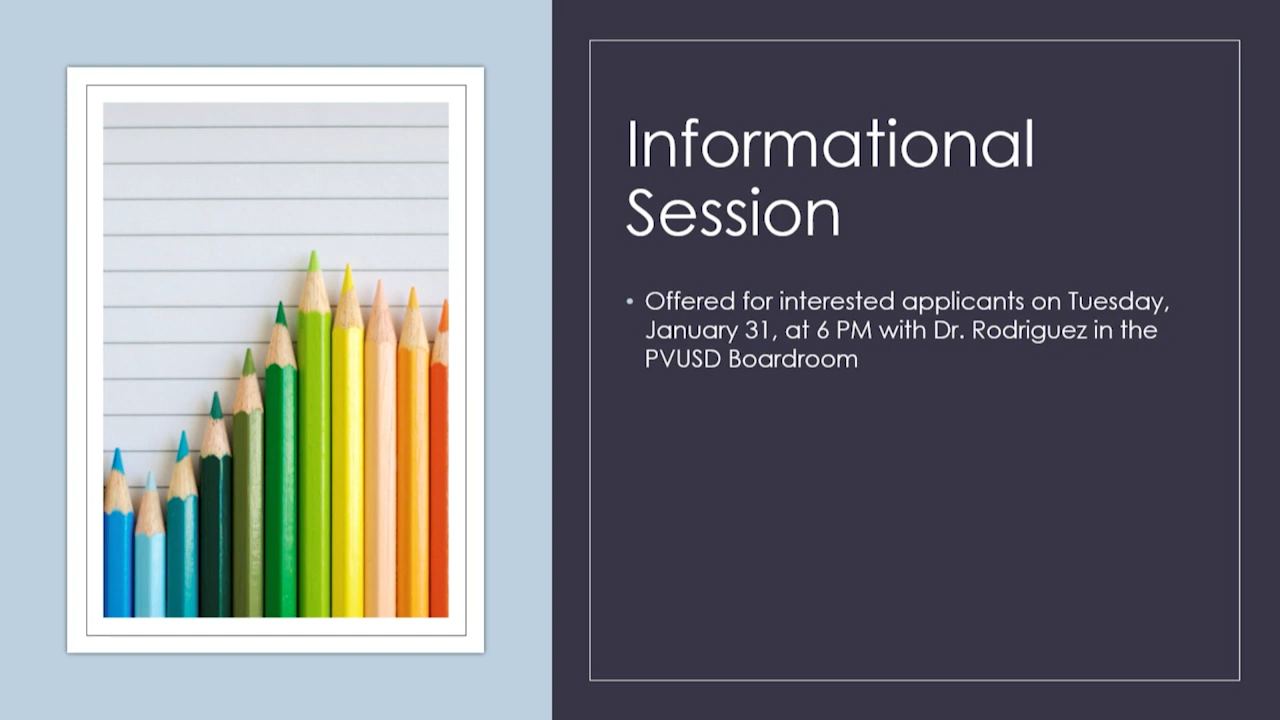 Informational
Session
• Offered for interested applicants on Tuesday,
January 31, at 6 PM with Dr. Rodriguez in the
PVUSD Boardroom